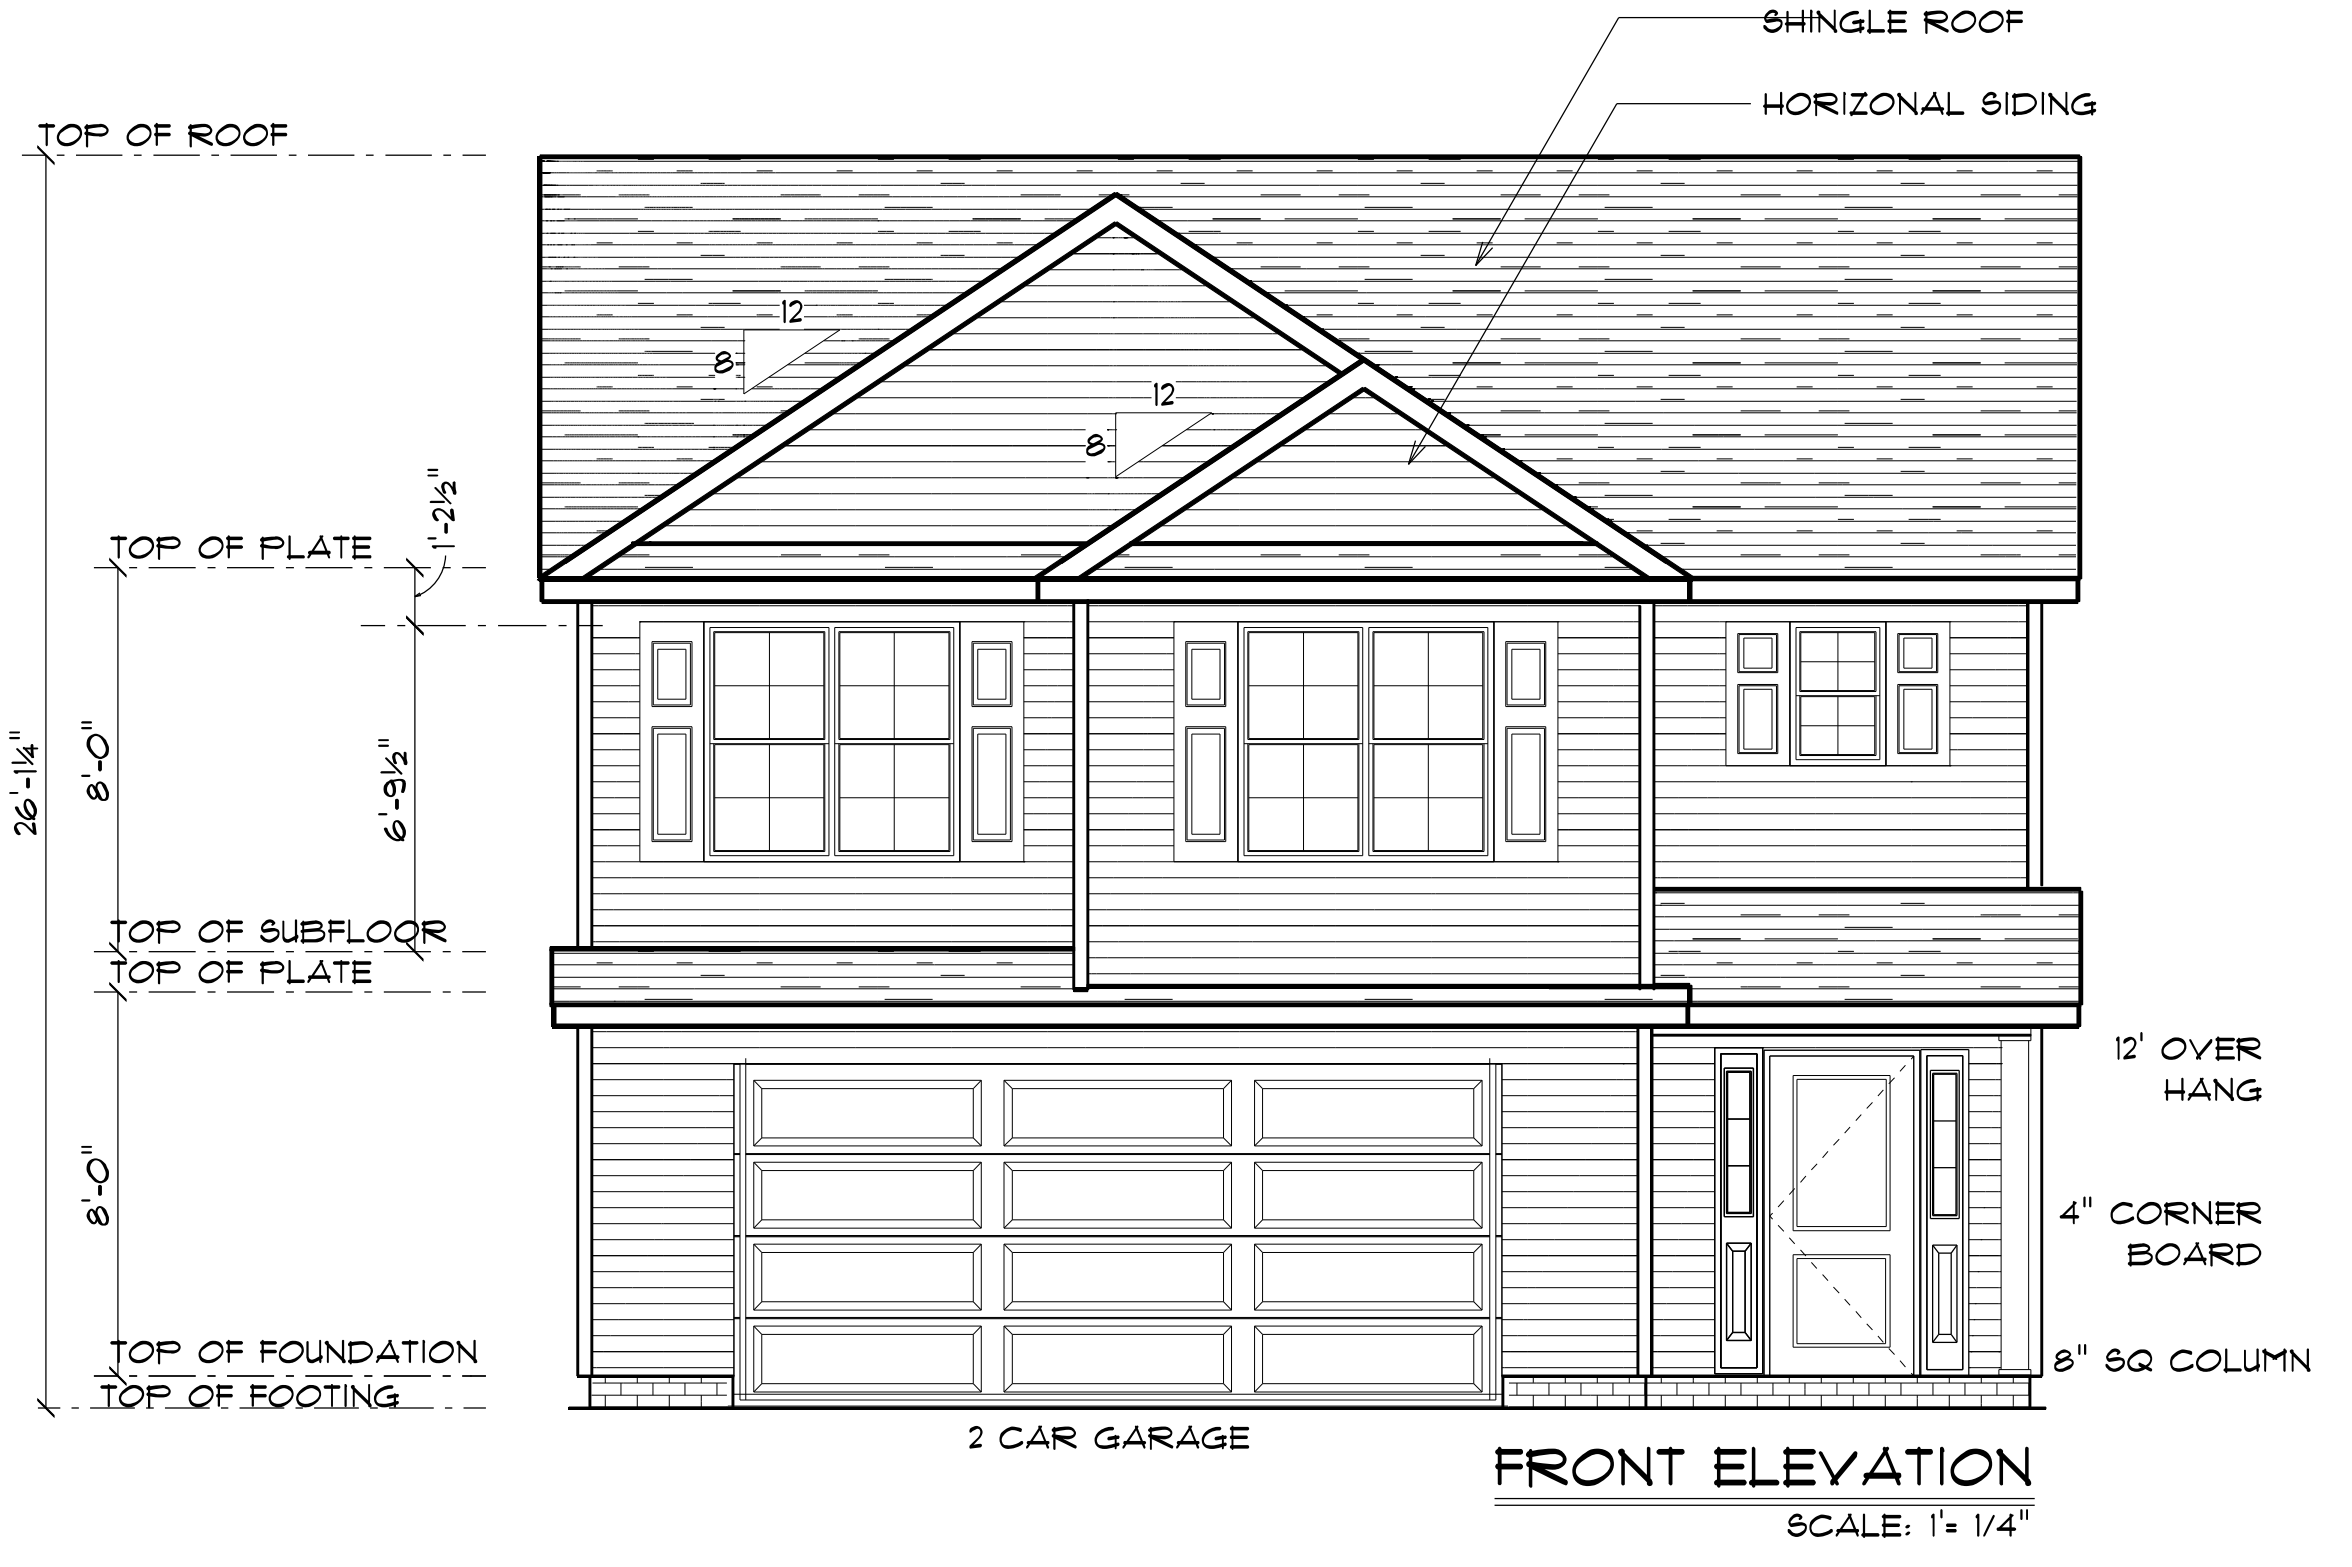 SHINGLE ROOF
HORIZONAL SIDING
TOP OF ROOF
12
8
12
8
1'-2½"
TOP OF PLATE
26'-1¼"
8'-0"
6'-9½"
TOP OF SUBFLOOR
TOP OF PLATE
12' OVER
HANG
8'-0"
4" CORNER
BOARD
TOP OF FOUNDATION
8" SQ COLUMN
TOP OF FOOTING
2 CAR GARAGE
FRONT ELEVATION
SCALE: 1'= 1/4"